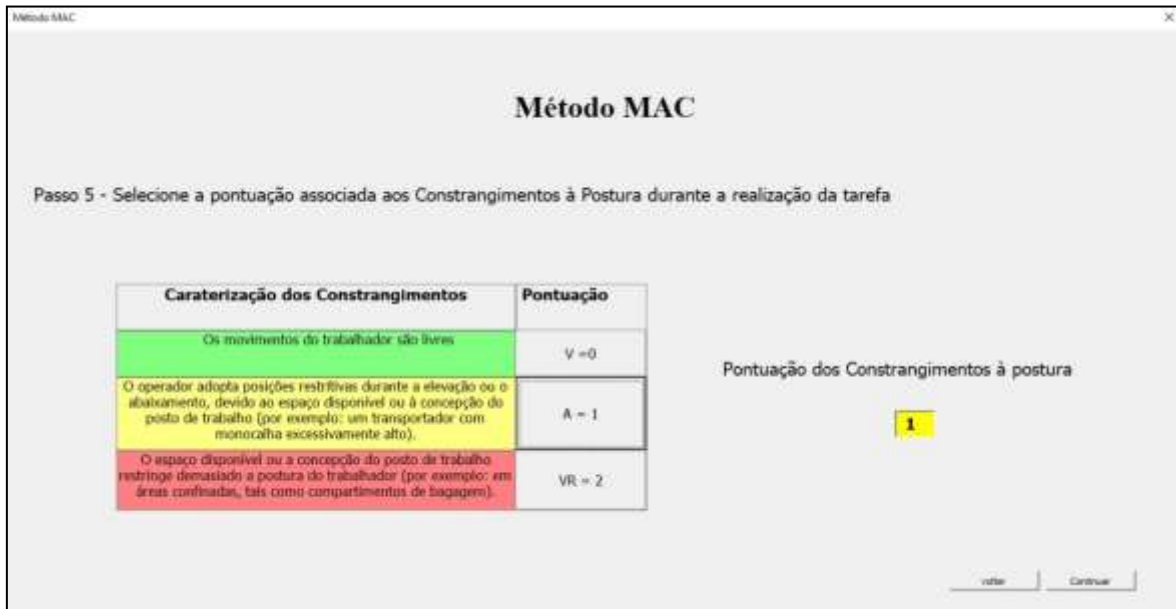 Método MAC
Método MAC
Passo 5 - Selecione a pontuação associada aos Constrangimentos à Postura durante a realização da tarefa
Caraterização dos Constrangimentos Pontuação
Os movimentos do trabalhador são livres
V =0
O operador adopta posições restritivas durante a elevação ou o
abaixamento, devido ao espaço disponível ou à concepção do
posto de trabalho (por exemplo: um transportador com
monocalha excessivamente alto).
A = 1
O espaço disponível ou a concepção do posto de trabalho
restringe demasiado a postura do trabalhador (por exemplo: em
áreas confinadas, tais como compartimentos de bagagem).
VR = 2
Pontuação dos Constrangimentos à postura
1
voltar Continuar